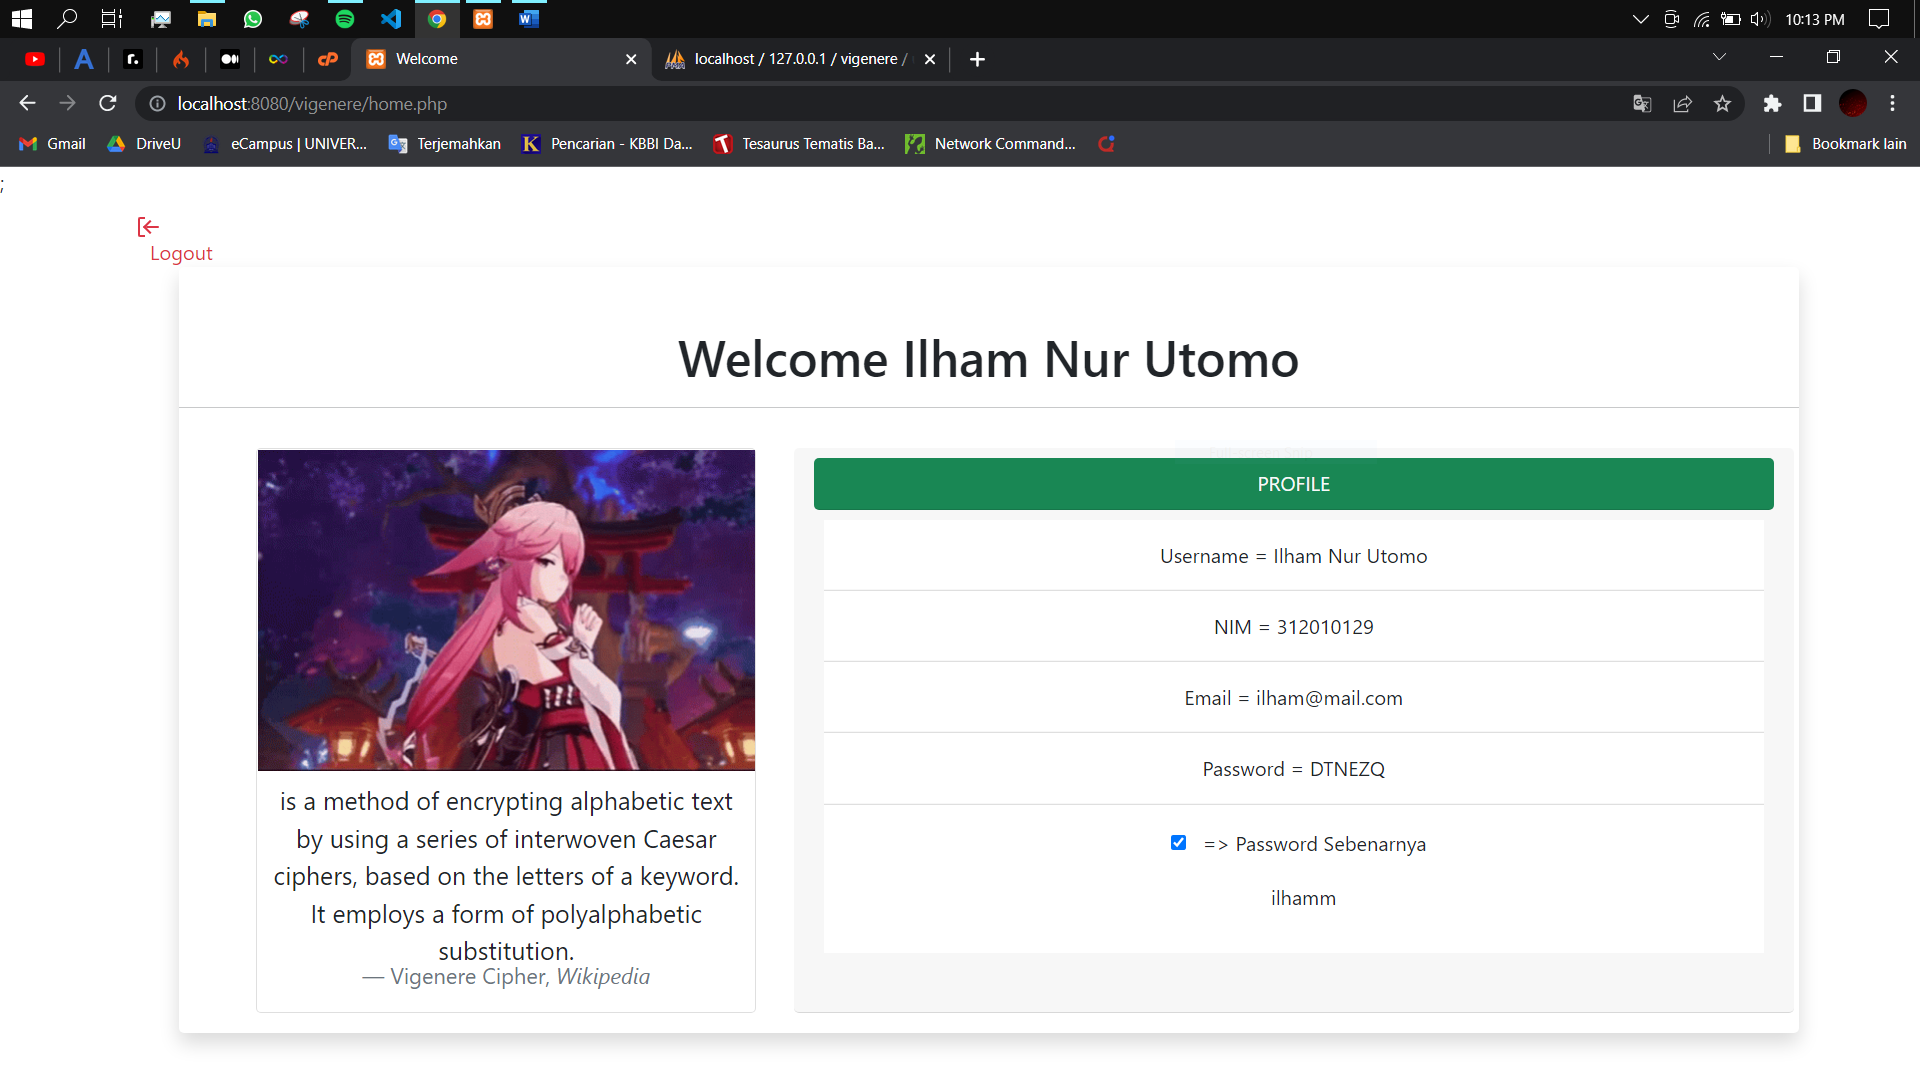 10:13 PM
Welcome
localhost / 127.0.0.1 / vigenere /
localhost:8080/vigenere/home.php
Gmail
DriveU
eCampus | UNIVER...
Terjemahkan
Pencarian - KBBI Da...
Tesaurus Tematis Ba...
Network Command...
Bookmark lain
;
Logout
Welcome Ilham Nur Utomo
is a method of encrypting alphabetic text
by using a series of interwoven Caesar
ciphers, based on the letters of a keyword.
It employs a form of polyalphabetic
substitution.
— Vigenere Cipher, Wikipedia
PROFILE
Username = Ilham Nur Utomo
NIM = 312010129
Email = ilham@mail.com
Password = DTNEZQ
=> Password Sebenarnya
ilhamm